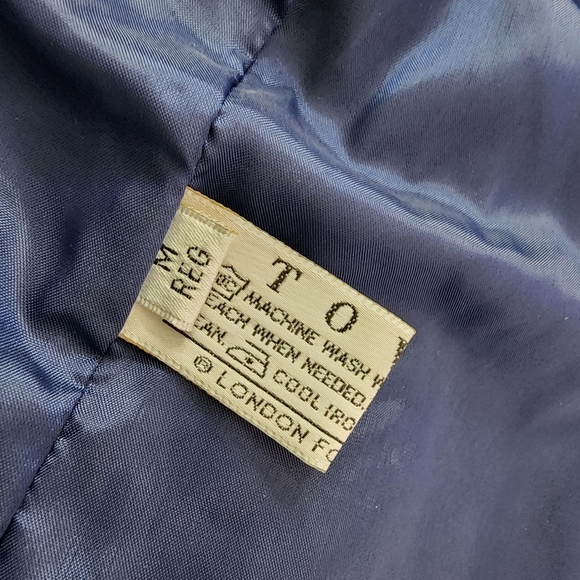 M
REG
T O
MACHINE WASH W
EACH WHEN NEEDED.
EAN. COOL IRO
® LONDON FO